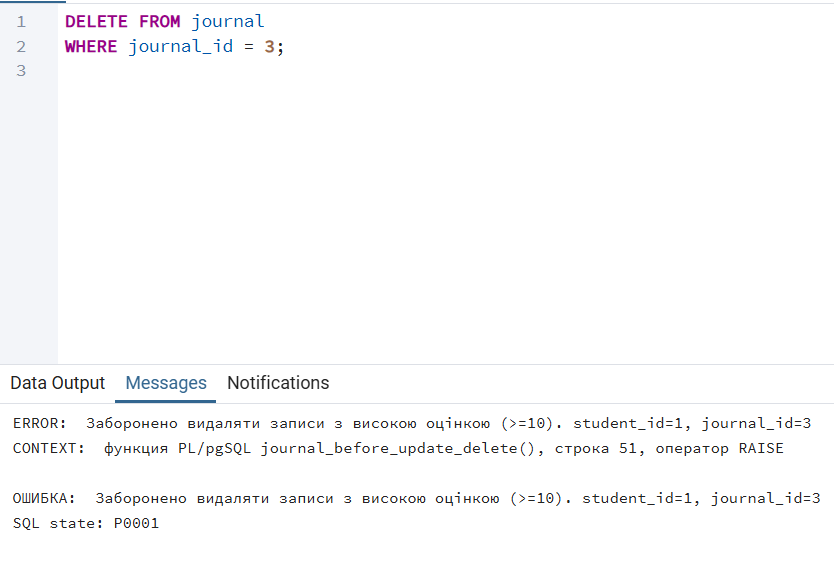 1 DELETE FROM journal
2 WHERE journal_id = 3;
3
Data Output Messages Notifications
ERROR:  Заборонено видаляти записи з високою оцінкою (>=10). student_id=1, journal_id=3
CONTEXT:  функция PL/pgSQL journal_before_update_delete(), строка 51, оператор RAISE
ОШИБКА:  Заборонено видаляти записи з високою оцінкою (>=10). student_id=1, journal_id=3
SQL state: P0001